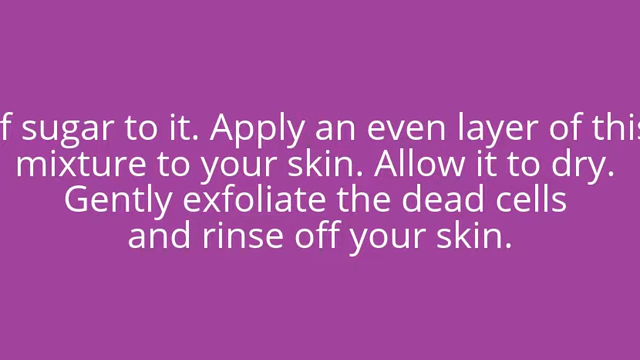 f sugar to it. Apply an even layer of this
mixture to your skin. Allow it to dry.
Gently exfoliate the dead cells
and rinse off your skin.